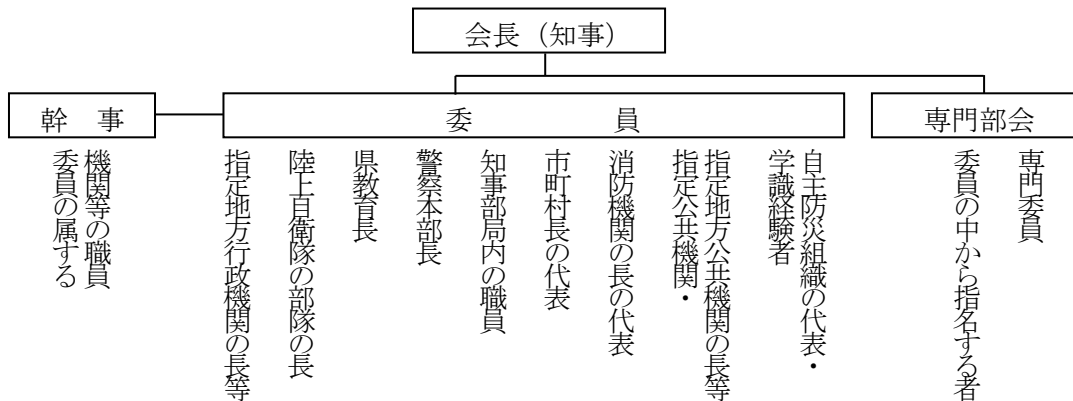 会長（知事）
幹　事
委　員
専門部会
委員の属する
機関等の職員
指定地方行政機関の長等
陸上自衛隊の部隊の長
県教育長
警察本部長
知事部局内の職員
市町村長の代表
消防機関の長の代表
指定公共機関・
指定地方公共機関の長等
自主防災組織の代表・
学識経験者
委員の中から指名する者
専門委員